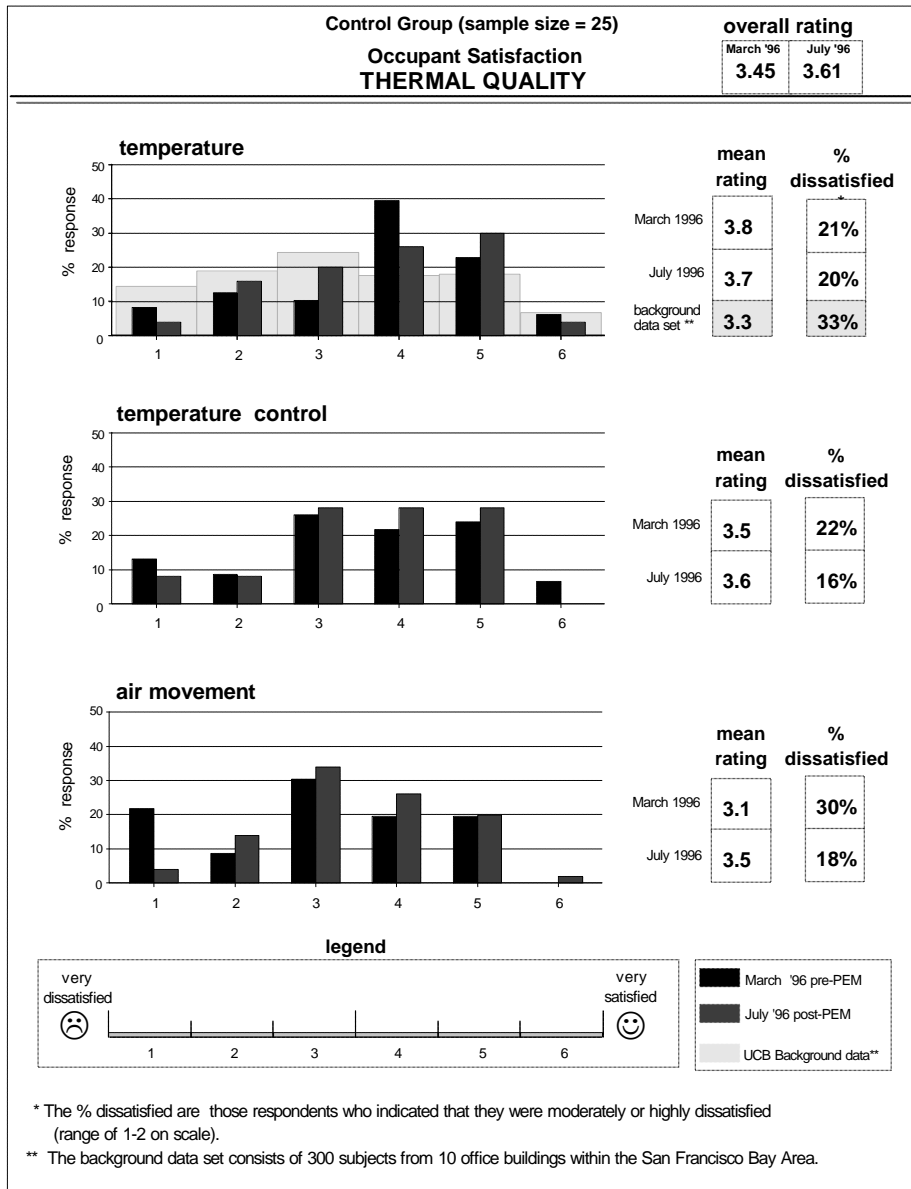 Control Group (sample size = 25)
Occupant Satisfaction
THERMAL QUALITY
overall rating
March '96 July '96
3.45 3.61
temperature
% response
50
40
30
20
10
0
1 2 3 4 5 6
mean rating
% dissatisfied *
March 1996 3.8 21%
July 1996 3.7 20%
background data set ** 3.3 33%
temperature control
% response
50
40
30
20
10
0
1 2 3 4 5 6
mean rating
% dissatisfied
March 1996 3.5 22%
July 1996 3.6 16%
air movement
% response
50
40
30
20
10
0
1 2 3 4 5 6
mean rating
% dissatisfied
March 1996 3.1 30%
July 1996 3.5 18%
legend
very dissatisfied
very satisfied
1 2 3 4 5 6
March '96 pre-PEM
July '96 post-PEM
UCB Background data**
* The % dissatisfied are those respondents who indicated that they were moderately or highly dissatisfied
(range of 1-2 on scale).
** The background data set consists of 300 subjects from 10 office buildings within the San Francisco Bay Area.